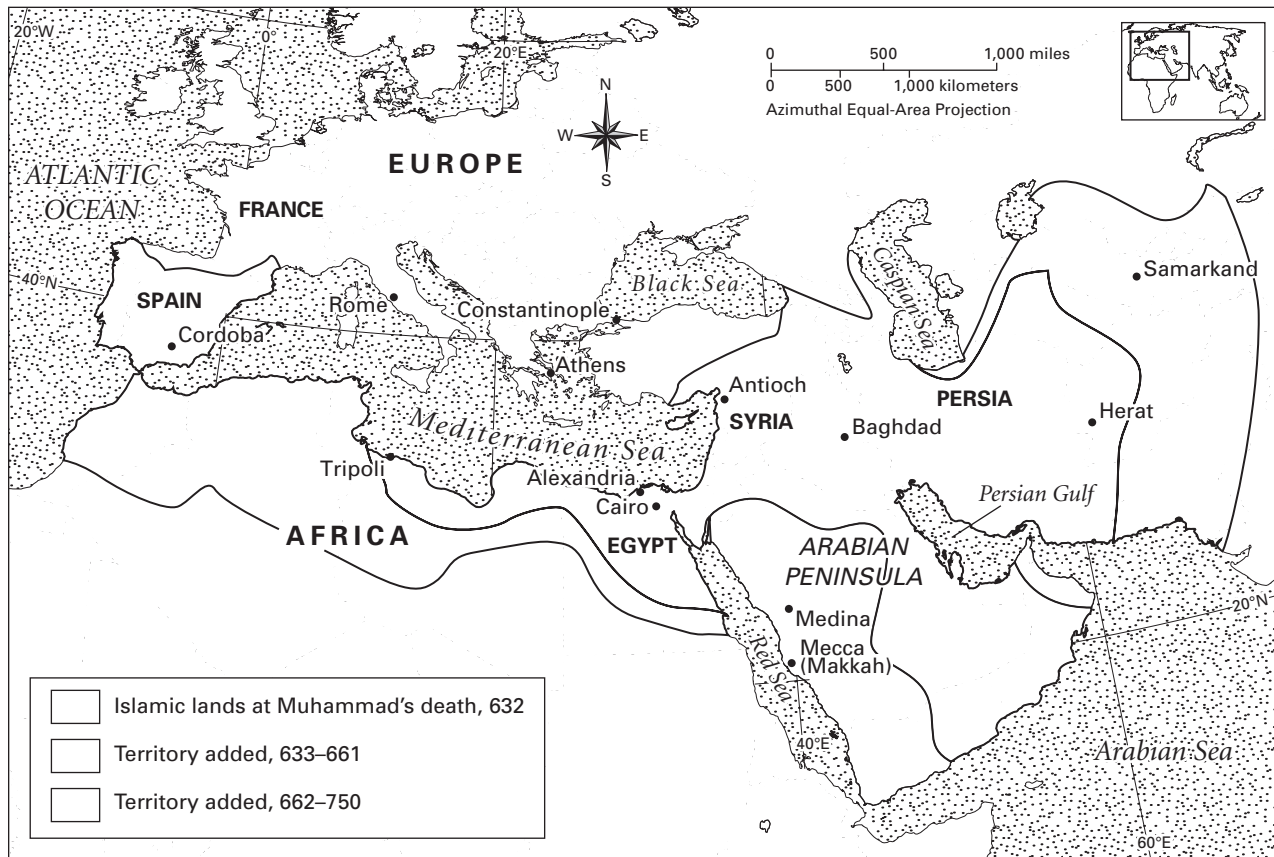 20°W
0°
20°E
0 500 1,000 miles
0 500 1,000 kilometers
Azimuthal Equal-Area Projection
N
W E
S
EUROPE
ATLANTIC
OCEAN
FRANCE
40°N
SPAIN
Cordoba
Rome
Constantinople
Black Sea
Caspian Sea
Samarkand
Athens
Antioch
SYRIA
PERSIA
Herat
Baghdad
Mediterranean Sea
Tripoli
Alexandria
Cairo
Persian Gulf
AFRICA
EGYPT
ARABIAN
PENINSULA
20°N
Medina
Mecca
(Makkah)
Red Sea
40°E
Arabian Sea
60°E
Islamic lands at Muhammad’s death, 632
Territory added, 633–661
Territory added, 662–750